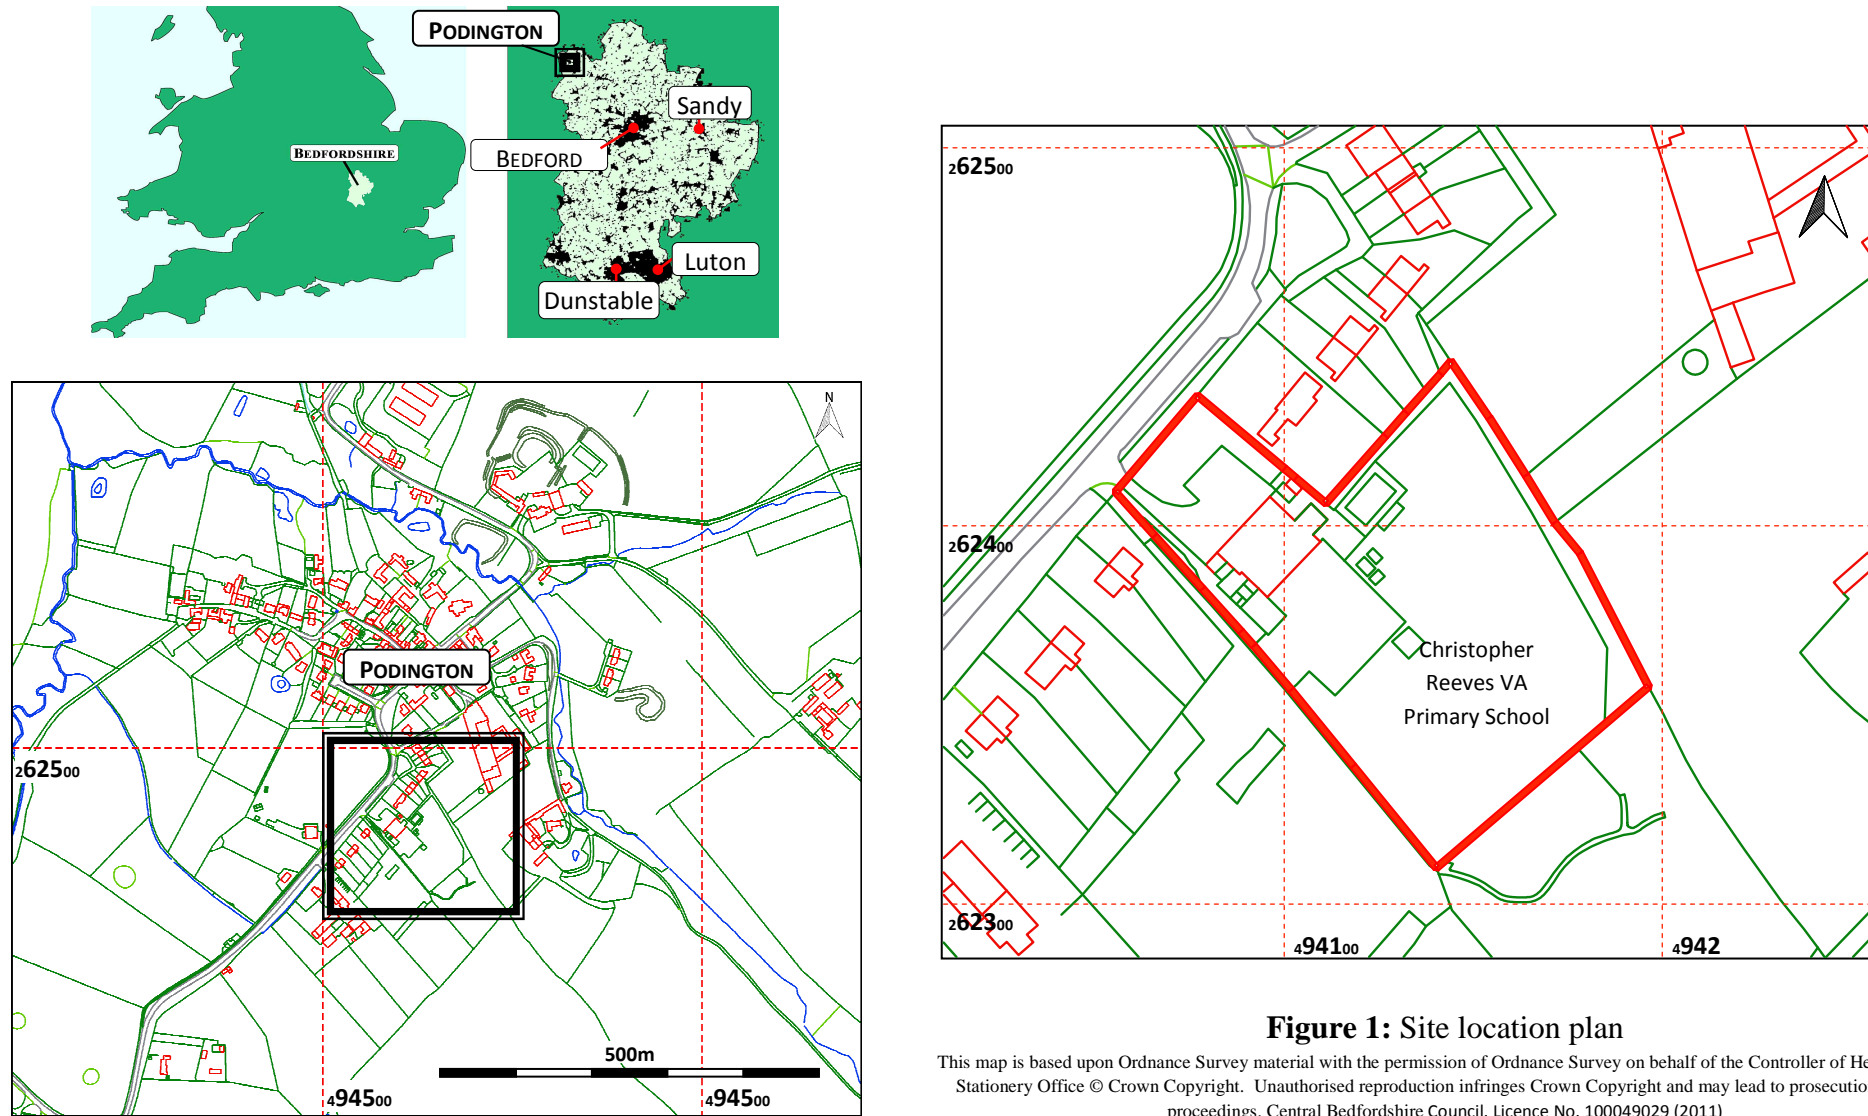 PODINGTON
BEDFORDSHIRE
Sandy
BEDFORD
Luton
Dunstable
N
PODINGTON
262500
500m
494500
494500
262500
262400
Christopher
Reeves VA
Primary School
262300
494100
4942
Figure 1: Site location plan
This map is based upon Ordnance Survey material with the permission of Ordnance Survey on behalf of the Controller of He
Stationery Office © Crown Copyright. Unauthorised reproduction infringes Crown Copyright and may lead to prosecutio
proceedings. Central Bedfordshire Council. Licence No. 100049029 (2011)